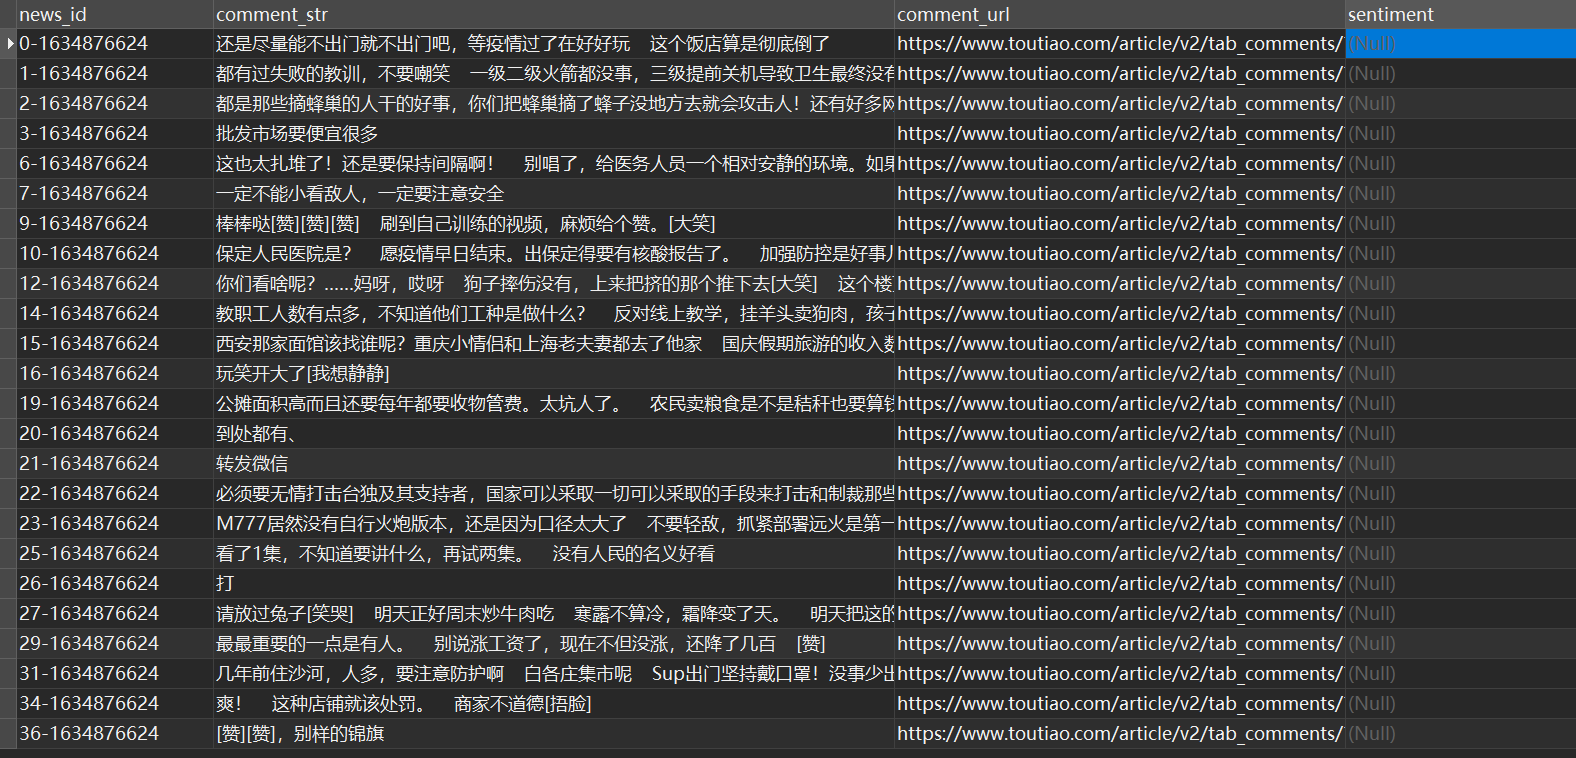 news_id comment_str comment_url sentiment
0-1634876624 还是尽量能不出门就不出门吧，等疫情过了在好好玩 这个饭店算是彻底倒了 https://www.toutiao.com/article/v2/tab_comments/ (Null)
1-1634876624 都有过失败的教训，不要嘲笑 一级二级火箭都没事，三级提前关机导致卫生最终没有 https://www.toutiao.com/article/v2/tab_comments/ (Null)
2-1634876624 都是那些摘蜂巢的人干的好事，你们把蜂巢摘了蜂子没地方去就会攻击人！还有好多网 https://www.toutiao.com/article/v2/tab_comments/ (Null)
3-1634876624 批发市场要便宜很多 https://www.toutiao.com/article/v2/tab_comments/ (Null)
6-1634876624 这也太扎堆了！还是要保持间隔啊！ 别唱了，给医务人员一个相对安静的环境。如果 https://www.toutiao.com/article/v2/tab_comments/ (Null)
7-1634876624 一定不能小看敌人，一定要注意安全 https://www.toutiao.com/article/v2/tab_comments/ (Null)
9-1634876624 棒棒哒[赞][赞][赞] 刷到自己训练的视频，麻烦给个赞。[大笑] https://www.toutiao.com/article/v2/tab_comments/ (Null)
10-1634876624 保定人民医院是？ 愿疫情早日结束。出保定得要有核酸报告了。 加强防控是好事儿 https://www.toutiao.com/article/v2/tab_comments/ (Null)
12-1634876624 你们看啥呢？……妈呀，哎呀 狗子摔伤没有，上来把挤的那个推下去[大笑] 这个楼 https://www.toutiao.com/article/v2/tab_comments/ (Null)
14-1634876624 教职工人数有点多，不知道他们工种是做什么？ 反对线上教学，挂羊头卖狗肉，孩子 https://www.toutiao.com/article/v2/tab_comments/ (Null)
15-1634876624 西安那家面馆该找谁呢？重庆小情侣和上海老夫妻都去了他家 国庆假期旅游的收入数 https://www.toutiao.com/article/v2/tab_comments/ (Null)
16-1634876624 玩笑开大了[我想静静] https://www.toutiao.com/article/v2/tab_comments/ (Null)
19-1634876624 公摊面积高而且还要每年都要收物管费。太坑人了。 农民卖粮食是不是秸秆也要算钱 https://www.toutiao.com/article/v2/tab_comments/ (Null)
20-1634876624 到处都有、 https://www.toutiao.com/article/v2/tab_comments/ (Null)
21-1634876624 转发微信 https://www.toutiao.com/article/v2/tab_comments/ (Null)
22-1634876624 必须要无情打击台独及其支持者，国家可以采取一切可以采取的手段来打击和制裁那些 https://www.toutiao.com/article/v2/tab_comments/ (Null)
23-1634876624 M777居然没有自行火炮版本，还是因为口径太大了 不要轻敌，抓紧部署远火是第一 https://www.toutiao.com/article/v2/tab_comments/ (Null)
25-1634876624 看了1集，不知道要讲什么，再试两集。 没有人民的名义好看 https://www.toutiao.com/article/v2/tab_comments/ (Null)
26-1634876624 打 https://www.toutiao.com/article/v2/tab_comments/ (Null)
27-1634876624 请放过兔子[笑哭] 明天正好周末炒牛肉吃 寒露不算冷，霜降变了天。 明天把这的 https://www.toutiao.com/article/v2/tab_comments/ (Null)
29-1634876624 最最重要的一点是有人。 别说涨工资了，现在不但没涨，还降了几百 [赞] https://www.toutiao.com/article/v2/tab_comments/ (Null)
31-1634876624 几年前住沙河，人多，要注意防护啊 白各庄集市呢 Sup出门坚持戴口罩！没事少出 https://www.toutiao.com/article/v2/tab_comments/ (Null)
34-1634876624 爽！ 这种店铺就该处罚。 商家不道德[捂脸] https://www.toutiao.com/article/v2/tab_comments/ (Null)
36-1634876624 [赞][赞]，别样的锦旗 https://www.toutiao.com/article/v2/tab_comments/ (Null)